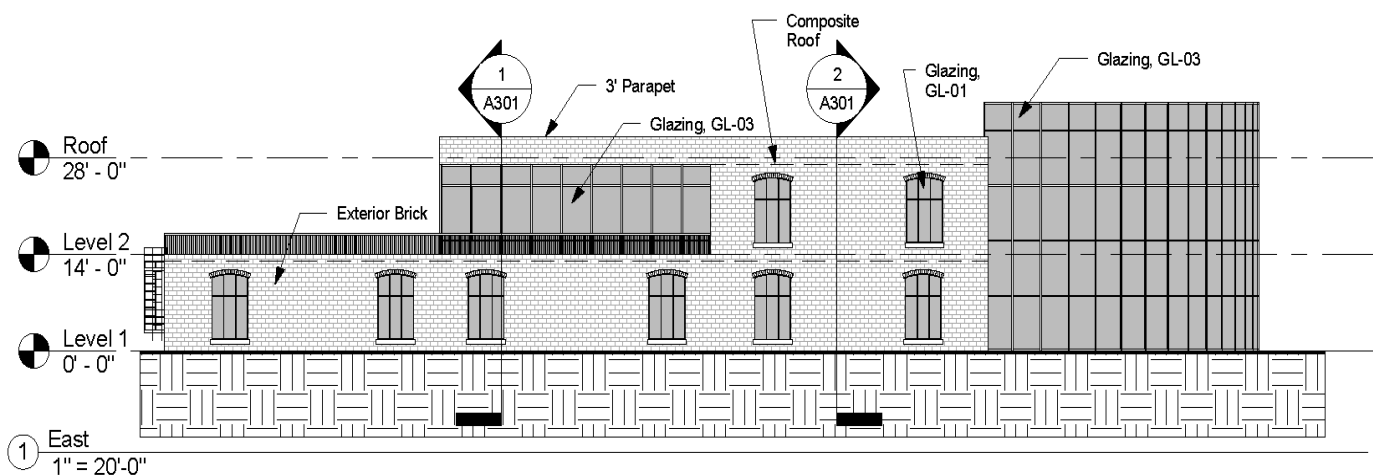 Composite
Roof
1
A301
2
A301
3' Parapet
Glazing,
GL-01
Glazing, GL-03
Glazing, GL-03
Roof
28' - 0"
Exterior Brick
Level 2
14' - 0"
Level 1
0' - 0"
1
East
1" = 20'-0"